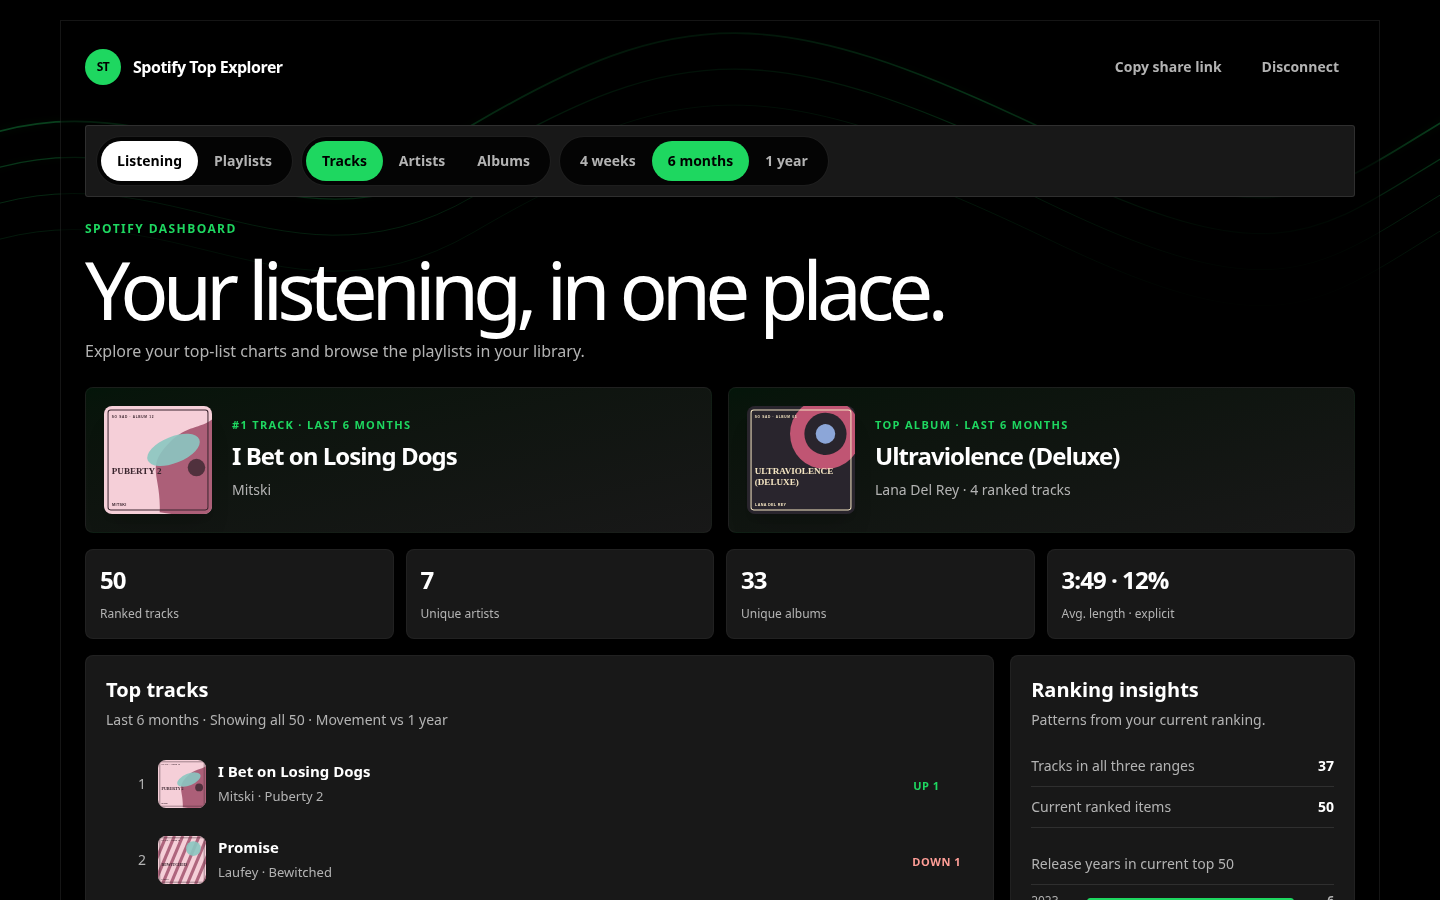 ST
Spotify Top Explorer
Copy share link
Disconnect
Listening
Playlists
Tracks
Artists
Albums
4 weeks
6 months
1 year
SPOTIFY DASHBOARD
Your listening, in one place.
Explore your top-list charts and browse the playlists in your library.
PUBERTY 2
MITSKI
#1 TRACK · LAST 6 MONTHS
I Bet on Losing Dogs
Mitski
ULTRAVIOLENCE
(DELUXE)
LANA DEL REY
TOP ALBUM · LAST 6 MONTHS
Ultraviolence (Deluxe)
Lana Del Rey · 4 ranked tracks
50
Ranked tracks
7
Unique artists
33
Unique albums
3:49 · 12%
Avg. length · explicit
Top tracks
Last 6 months · Showing all 50 · Movement vs 1 year
1
I Bet on Losing Dogs
Mitski · Puberty 2
UP 1
2
Promise
Laufey · Bewitched
DOWN 1
Ranking insights
Patterns from your current ranking.
Tracks in all three ranges
37
Current ranked items
50
Release years in current top 50